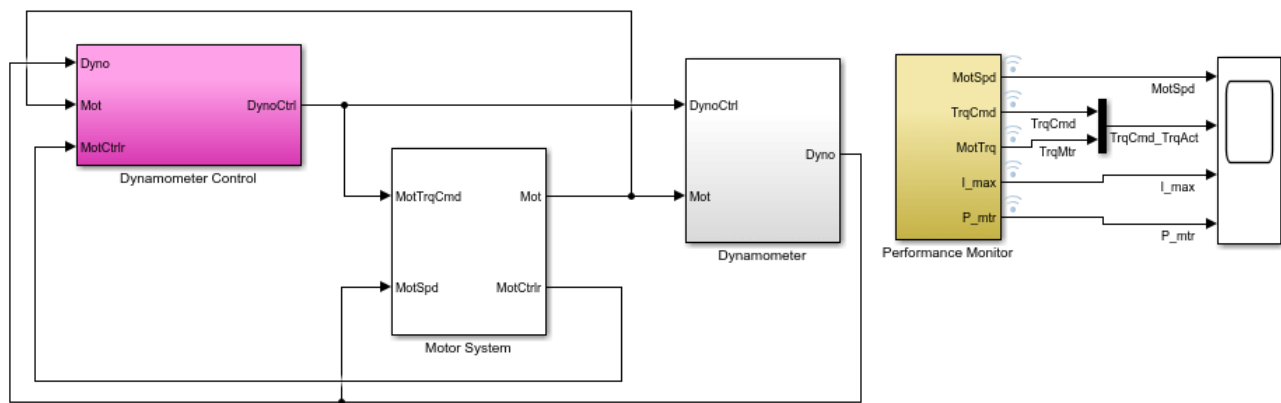 Dyno
Mot
MotCtrlr
DynoCtrl
Dynamometer Control
MotTrqCmd
MotSpd
Mot
MotCtrlr
Motor System
DynoCtrl
Mot
Dyno
Dynamometer
MotSpd
TrqCmd
MotTrq
I_max
P_mtr
Performance Monitor
MotSpd
TrqCmd
TrqMtr
TrqCmd_TrqAct
I_max
P_mtr